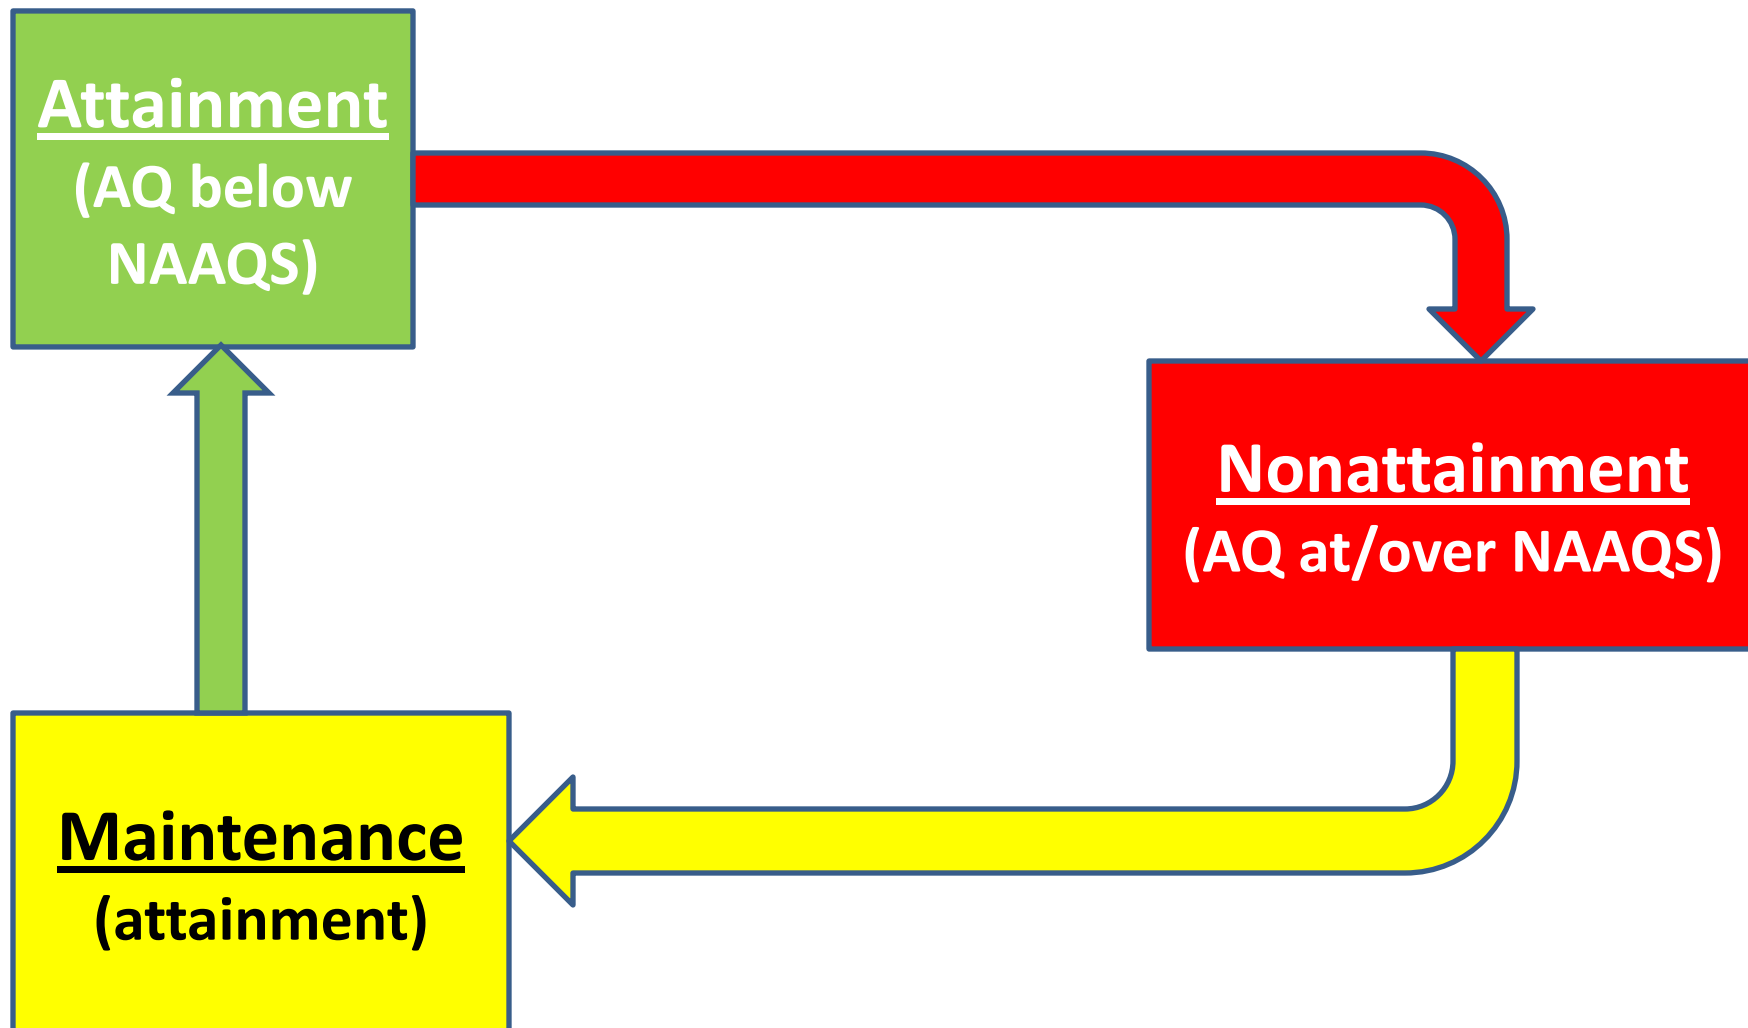 Attainment
(AQ below
NAAQS)
Nonattainment
(AQ at/over NAAQS)
Maintenance
(attainment)